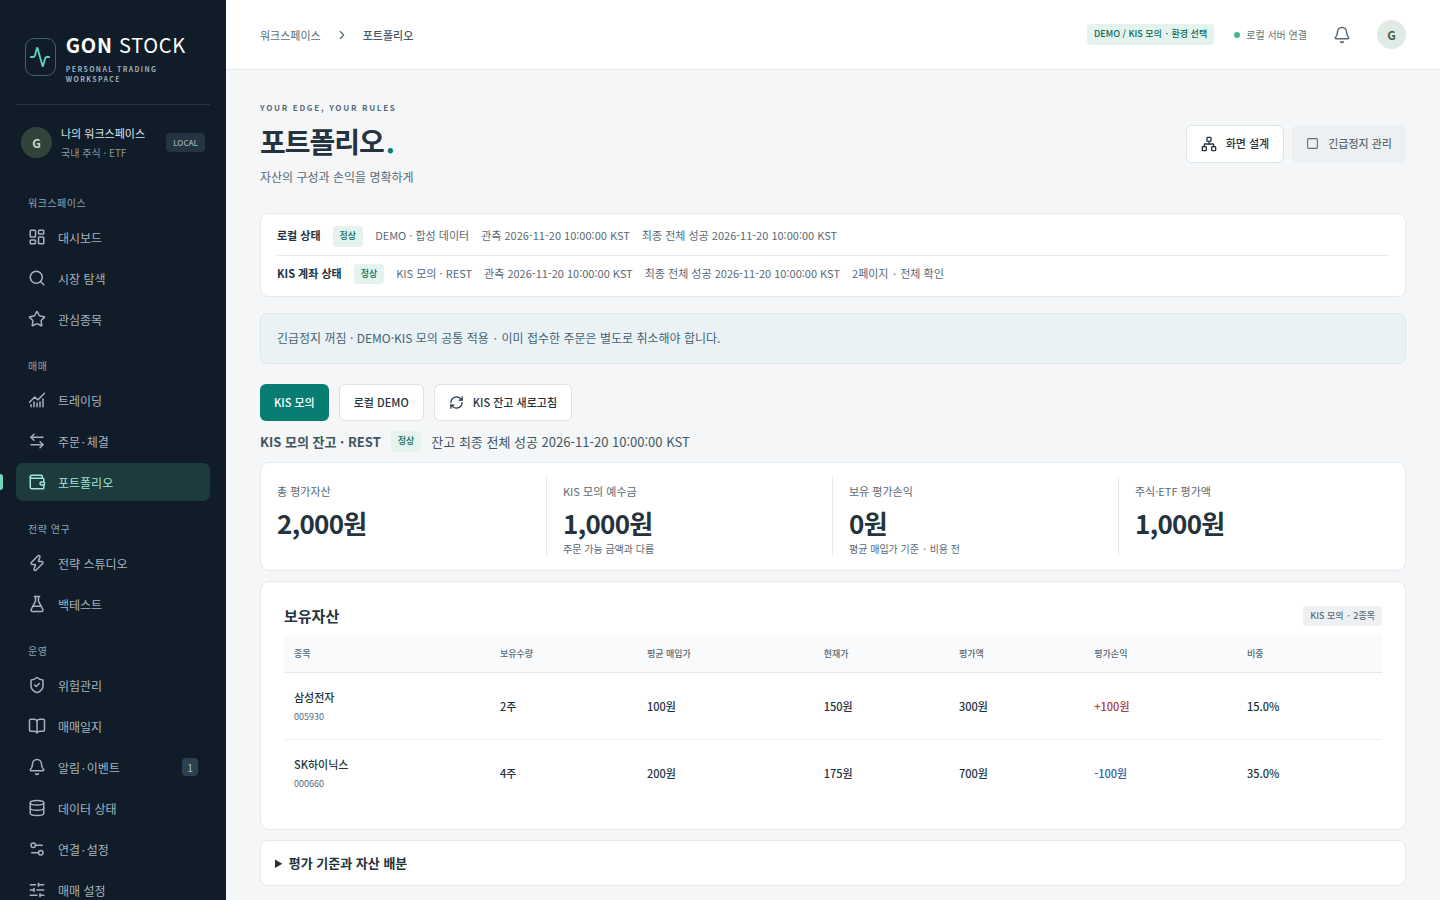 GON STOCK
PERSONAL TRADING
WORKSPACE
G
나의 워크스페이스
국내 주식 · ETF
LOCAL
워크스페이스
대시보드
시장 탐색
관심종목
매매
트레이딩
주문·체결
포트폴리오
전략 연구
전략 스튜디오
백테스트
운영
위험관리
매매일지
알림·이벤트
1
데이터 상태
연결·설정
매매 설정
워크스페이스
포트폴리오
DEMO / KIS 모의 · 환경 선택
로컬 서버 연결
G
YOUR EDGE, YOUR RULES
포트폴리오.
자산의 구성과 손익을 명확하게
화면 설계
긴급정지 관리
로컬 상태 정상 DEMO · 합성 데이터 관측 2026-11-20 10:00:00 KST 최종 전체 성공 2026-11-20 10:00:00 KST
KIS 계좌 상태 정상 KIS 모의 · REST 관측 2026-11-20 10:00:00 KST 최종 전체 성공 2026-11-20 10:00:00 KST 2페이지 · 전체 확인
긴급정지 꺼짐 · DEMO·KIS 모의 공통 적용 · 이미 접수한 주문은 별도로 취소해야 합니다.
KIS 모의
로컬 DEMO
KIS 잔고 새로고침
KIS 모의 잔고 · REST 정상 잔고 최종 전체 성공 2026-11-20 10:00:00 KST
총 평가자산
2,000원
KIS 모의 예수금
1,000원
주문 가능 금액과 다름
보유 평가손익
0원
평균 매입가 기준 · 비용 전
주식·ETF 평가액
1,000원
보유자산
KIS 모의 · 2종목
종목 보유수량 평균 매입가 현재가 평가액 평가손익 비중
삼성전자
005930
2주 100원 150원 300원 +100원 15.0%
SK하이닉스
000660
4주 200원 175원 700원 -100원 35.0%
평가 기준과 자산 배분